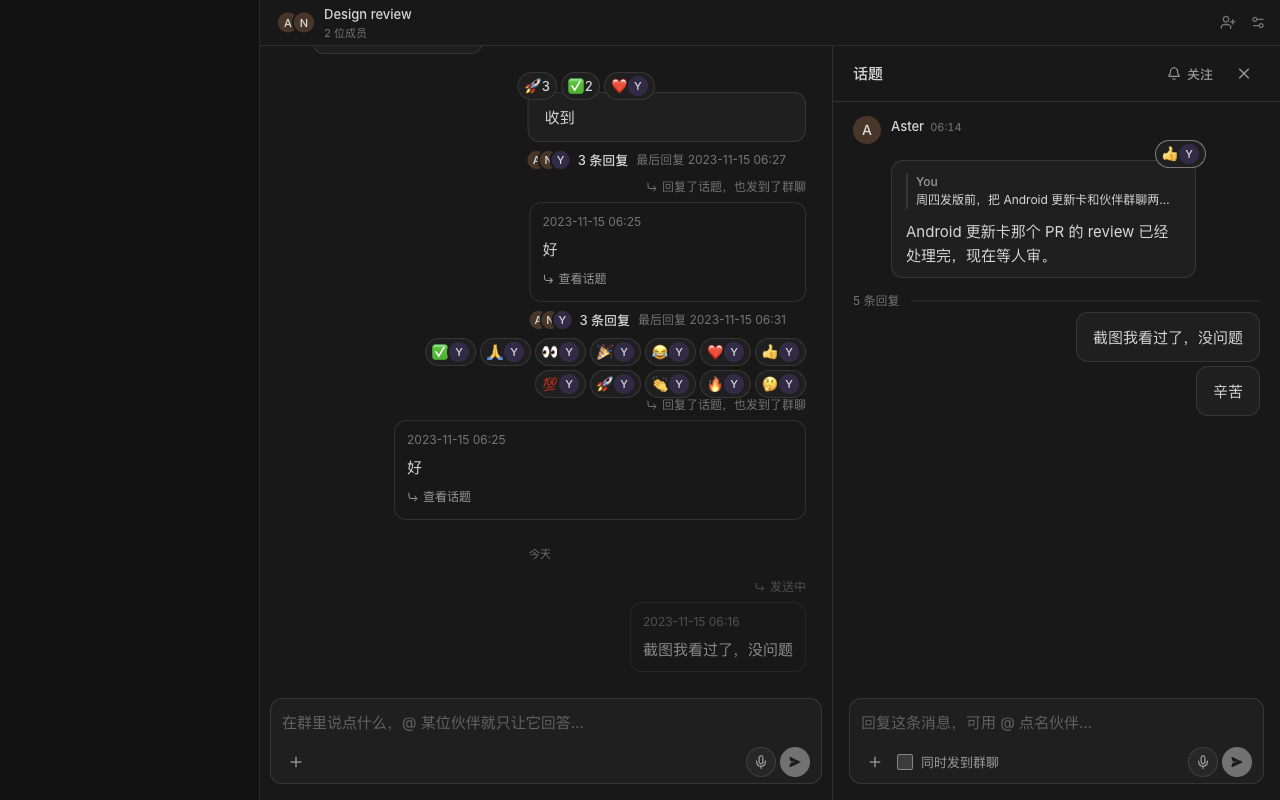 A N Design review
2 位成员
🚀3 ✅2 ❤️ Y
收到
A N Y 3 条回复 最后回复 2023-11-15 06:27
回复了话题，也发到了群聊
2023-11-15 06:25
好
查看话题
A N Y 3 条回复 最后回复 2023-11-15 06:31
✅ Y 🙏 Y 👀 Y 🎉 Y 😂 Y ❤️ Y 👍 Y
💯 Y 🚀 Y 👏 Y 🔥 Y 🤔 Y
回复了话题，也发到了群聊
2023-11-15 06:25
好
查看话题
今天
发送中
2023-11-15 06:16
截图我看过了，没问题
在群里说点什么，@ 某位伙伴就只让它回答...
话题 关注
A Aster 06:14
👍 Y
You
周四发版前，把 Android 更新卡和伙伴群聊两...
Android 更新卡那个 PR 的 review 已经
处理完，现在等人审。
5 条回复
截图我看过了，没问题
辛苦
回复这条消息，可用 @ 点名伙伴...
同时发到群聊